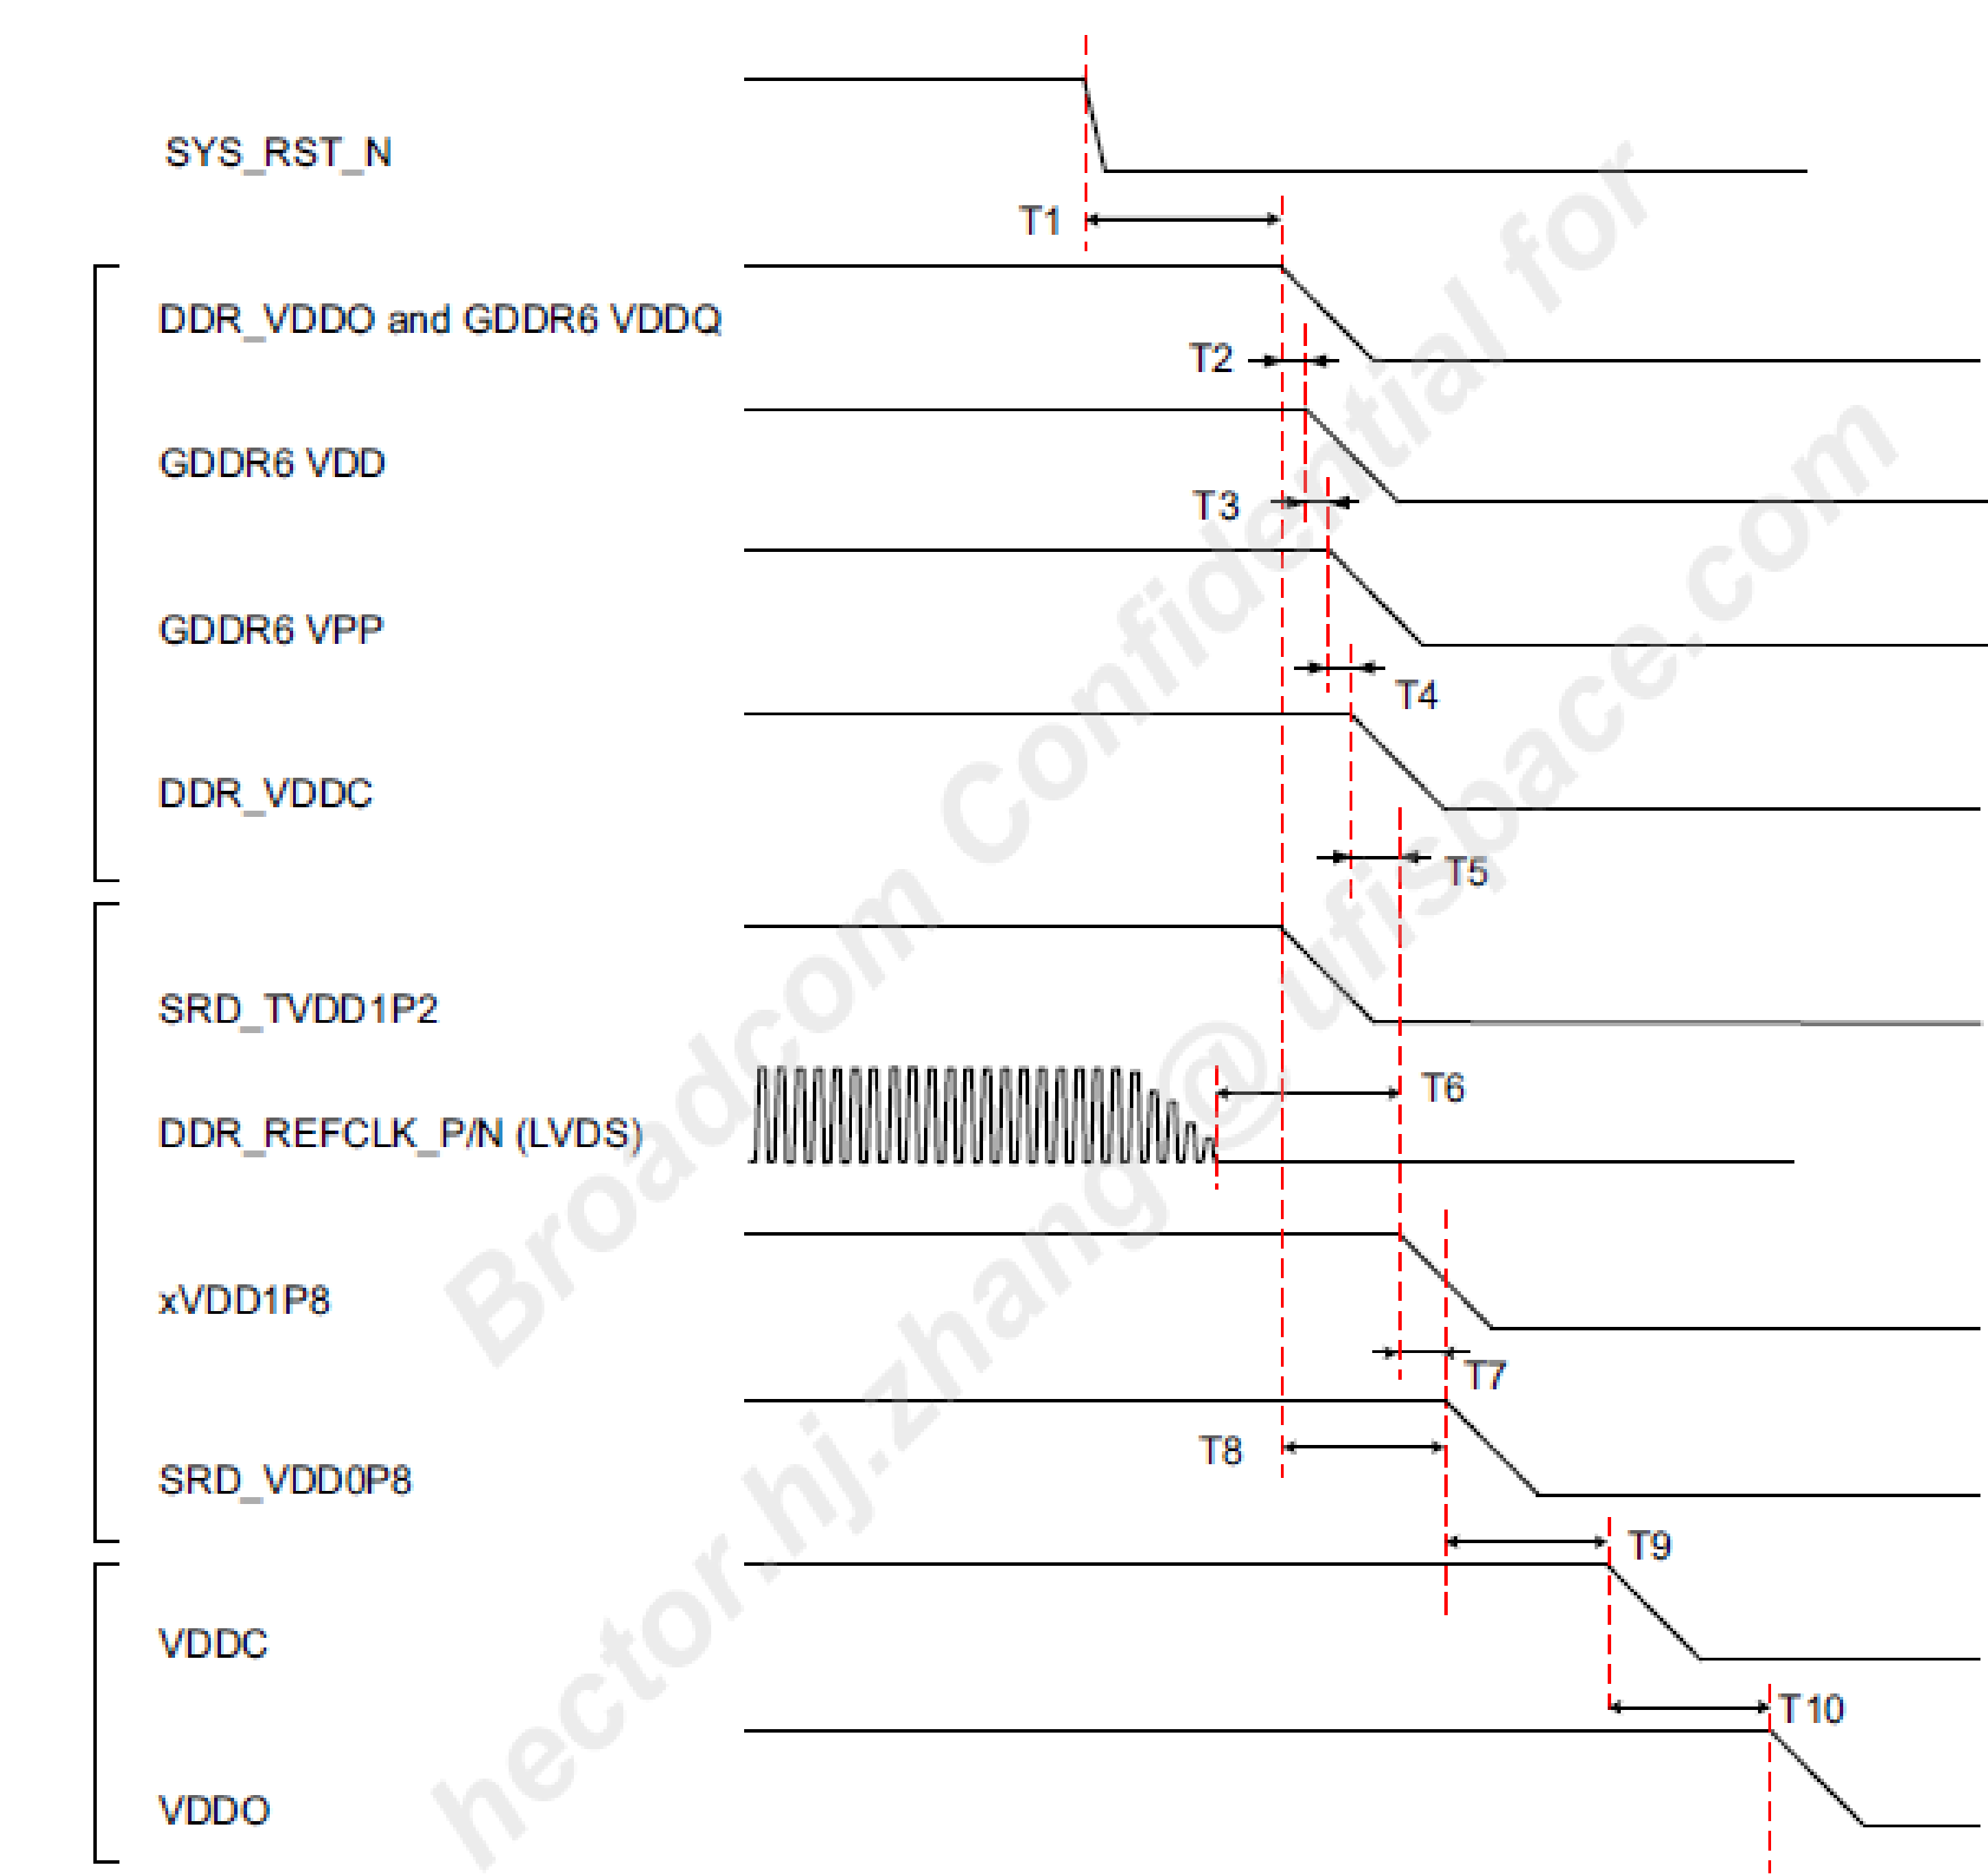 SYS_RST_N
T1
DDR_VDDO and GDDR6 VDDQ
T2
GDDR6 VDD
T3
GDDR6 VPP
T4
DDR_VDDC
T5
SRD_TVDD1P2
T6
DDR_REFCLK_P/N (LVDS)
xVDD1P8
T7
T8
SRD_VDD0P8
T9
VDDC
T10
VDDO
Broadcom Confidential for
hector.hj.zhang@ufispace.com